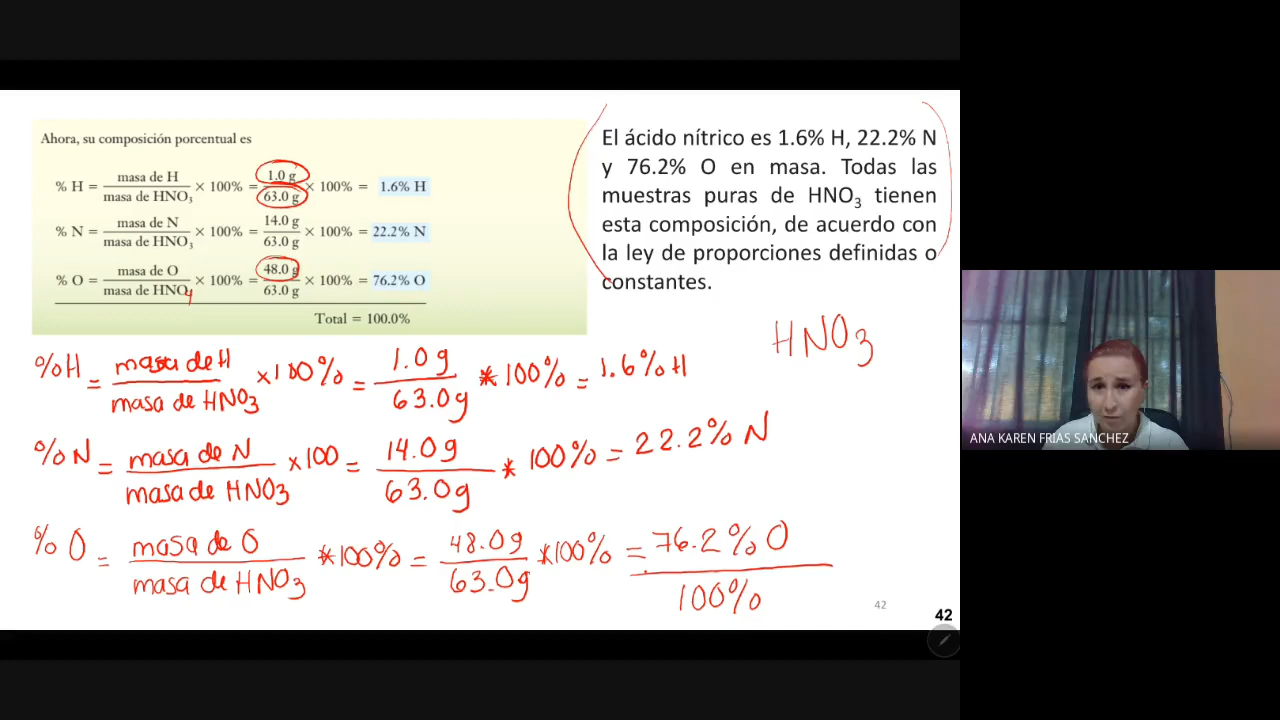 Ahora, su composición porcentual es
% H = masa de H / masa de HNO₃ × 100% = 1.0 g / 63.0 g × 100% = 1.6% H
% N = masa de N / masa de HNO₃ × 100% = 14.0 g / 63.0 g × 100% = 22.2% N
% O = masa de O / masa de HNO × 100% = 48.0 g / 63.0 g × 100% = 76.2% O
Total = 100.0%
El ácido nítrico es 1.6% H, 22.2% N
y 76.2% O en masa. Todas las
muestras puras de HNO₃ tienen
esta composición, de acuerdo con
la ley de proporciones definidas o
constantes.
HNO₃
%H = masa de H / masa de HNO₃ × 100% = 1.0g / 63.0g * 100% = 1.6% H
%N = masa de N / masa de HNO₃ × 100 = 14.0g / 63.0g * 100% = 22.2% N
% O = masa de O / masa de HNO₃ * 100% = 48.0g / 63.0g * 100% = 76.2% O
100%
42
42
ANA KAREN FRIAS SANCHEZ